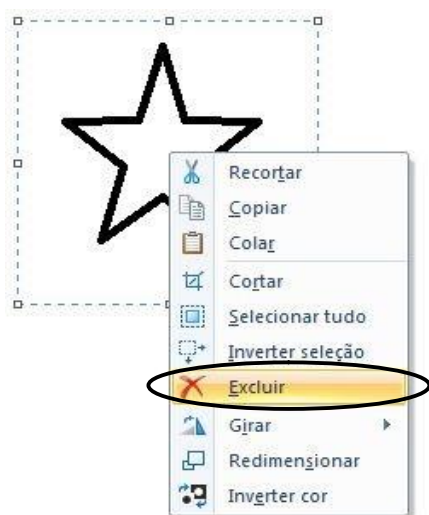 Recortar
Copiar
Colar
Cortar
Selecionar tudo
Inverter seleção
Excluir
Girar
Redimensionar
Inverter cor